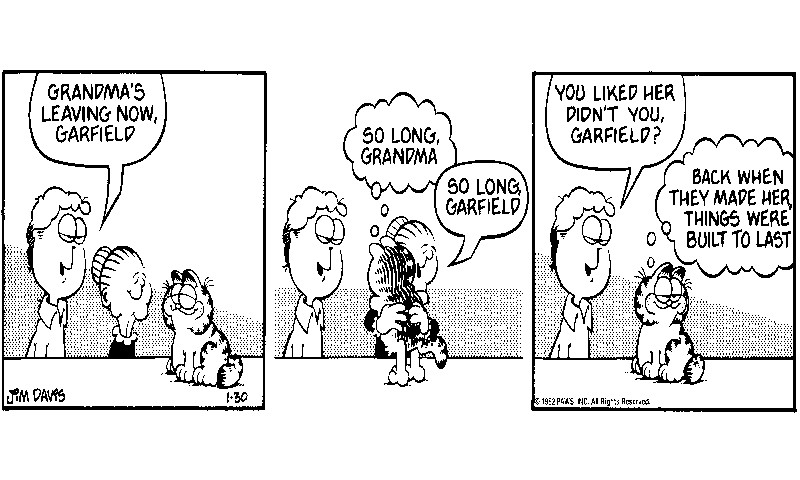 GRANDMA'S
LEAVING NOW,
GARFIELD
JIM DAVIS
1-30
SO LONG,
GRANDMA
SO LONG,
GARFIELD
YOU LIKED HER
DIDN'T YOU,
GARFIELD?
BACK WHEN
THEY MADE HER,
THINGS WERE
BUILT TO LAST
© 1982 PAWS, INC. All Rights Reserved.